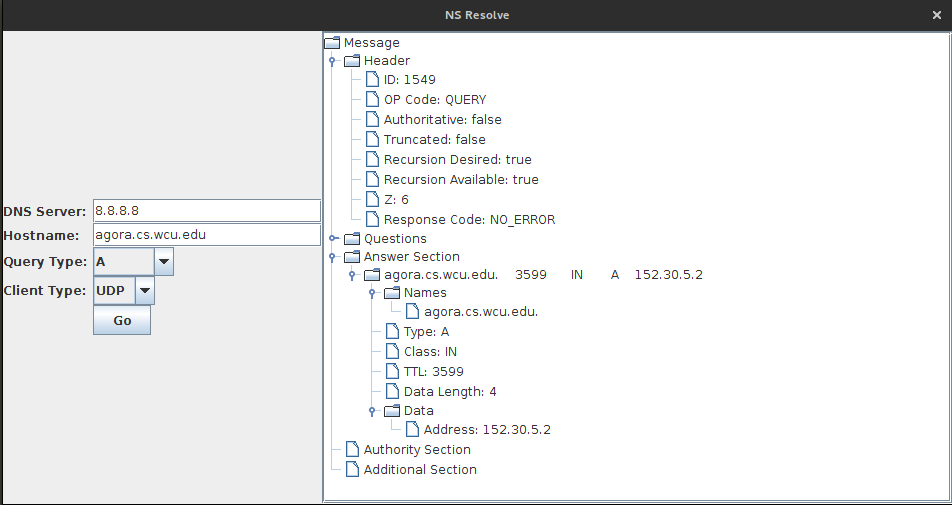 NS Resolve
DNS Server: 8.8.8.8
Hostname: agora.cs.wcu.edu
Query Type: A
Client Type: UDP
Go
Message
Header
ID: 1549
OP Code: QUERY
Authoritative: false
Truncated: false
Recursion Desired: true
Recursion Available: true
Z: 6
Response Code: NO_ERROR
Questions
Answer Section
agora.cs.wcu.edu. 3599 IN A 152.30.5.2
Names
agora.cs.wcu.edu.
Type: A
Class: IN
TTL: 3599
Data Length: 4
Data
Address: 152.30.5.2
Authority Section
Additional Section